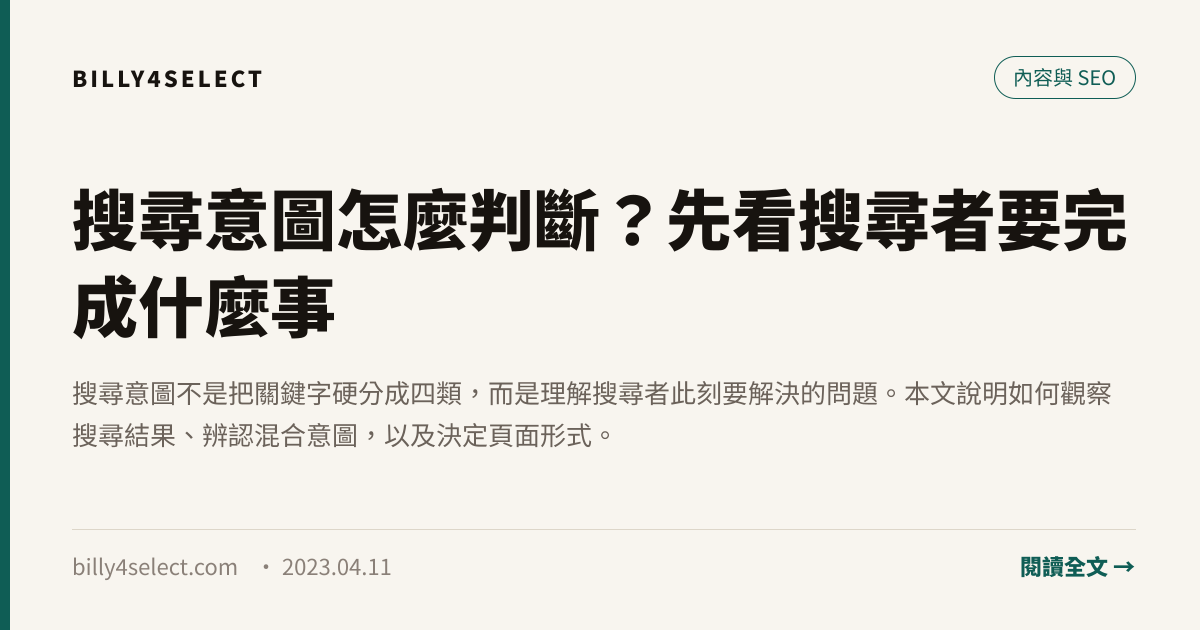 BILLY4SELECT
內容與 SEO
搜尋意圖怎麼判斷？先看搜尋者要完
成什麼事
搜尋意圖不是把關鍵字硬分成四類，而是理解搜尋者此刻要解決的問題。本文說明如何觀察
搜尋結果、辨認混合意圖，以及決定頁面形式。
billy4select.com ・ 2023.04.11
閱讀全文 →